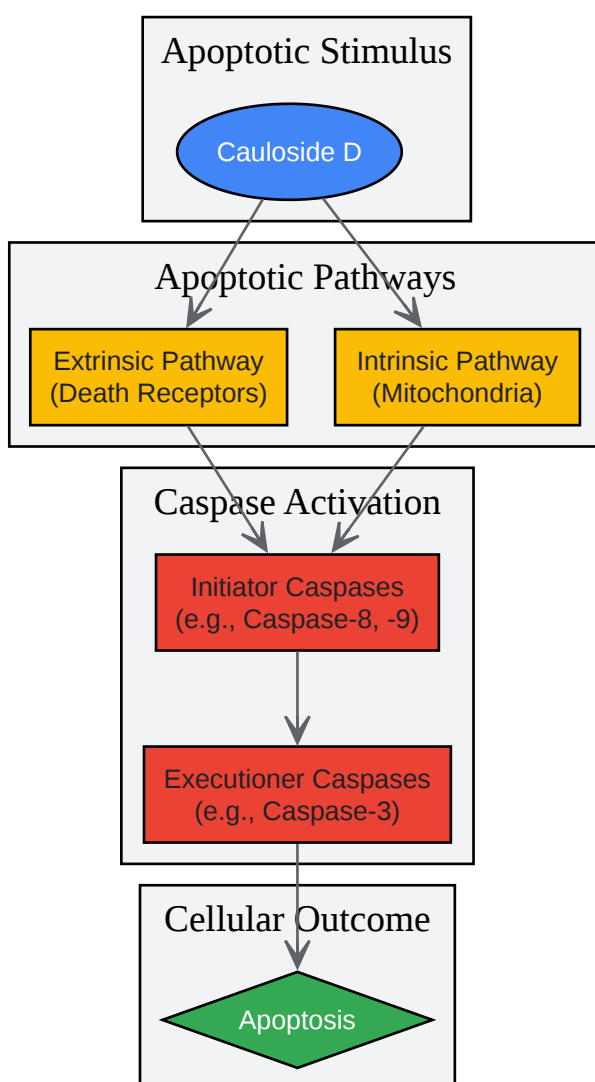 Apoptotic Stimulus
Cauloside D
Apoptotic Pathways
Extrinsic Pathway
(Death Receptors)
Intrinsic Pathway
(Mitochondria)
Caspase Activation
Initiator Caspases
(e.g., Caspase-8, -9)
Executioner Caspases
(e.g., Caspase-3)
Cellular Outcome
Apoptosis